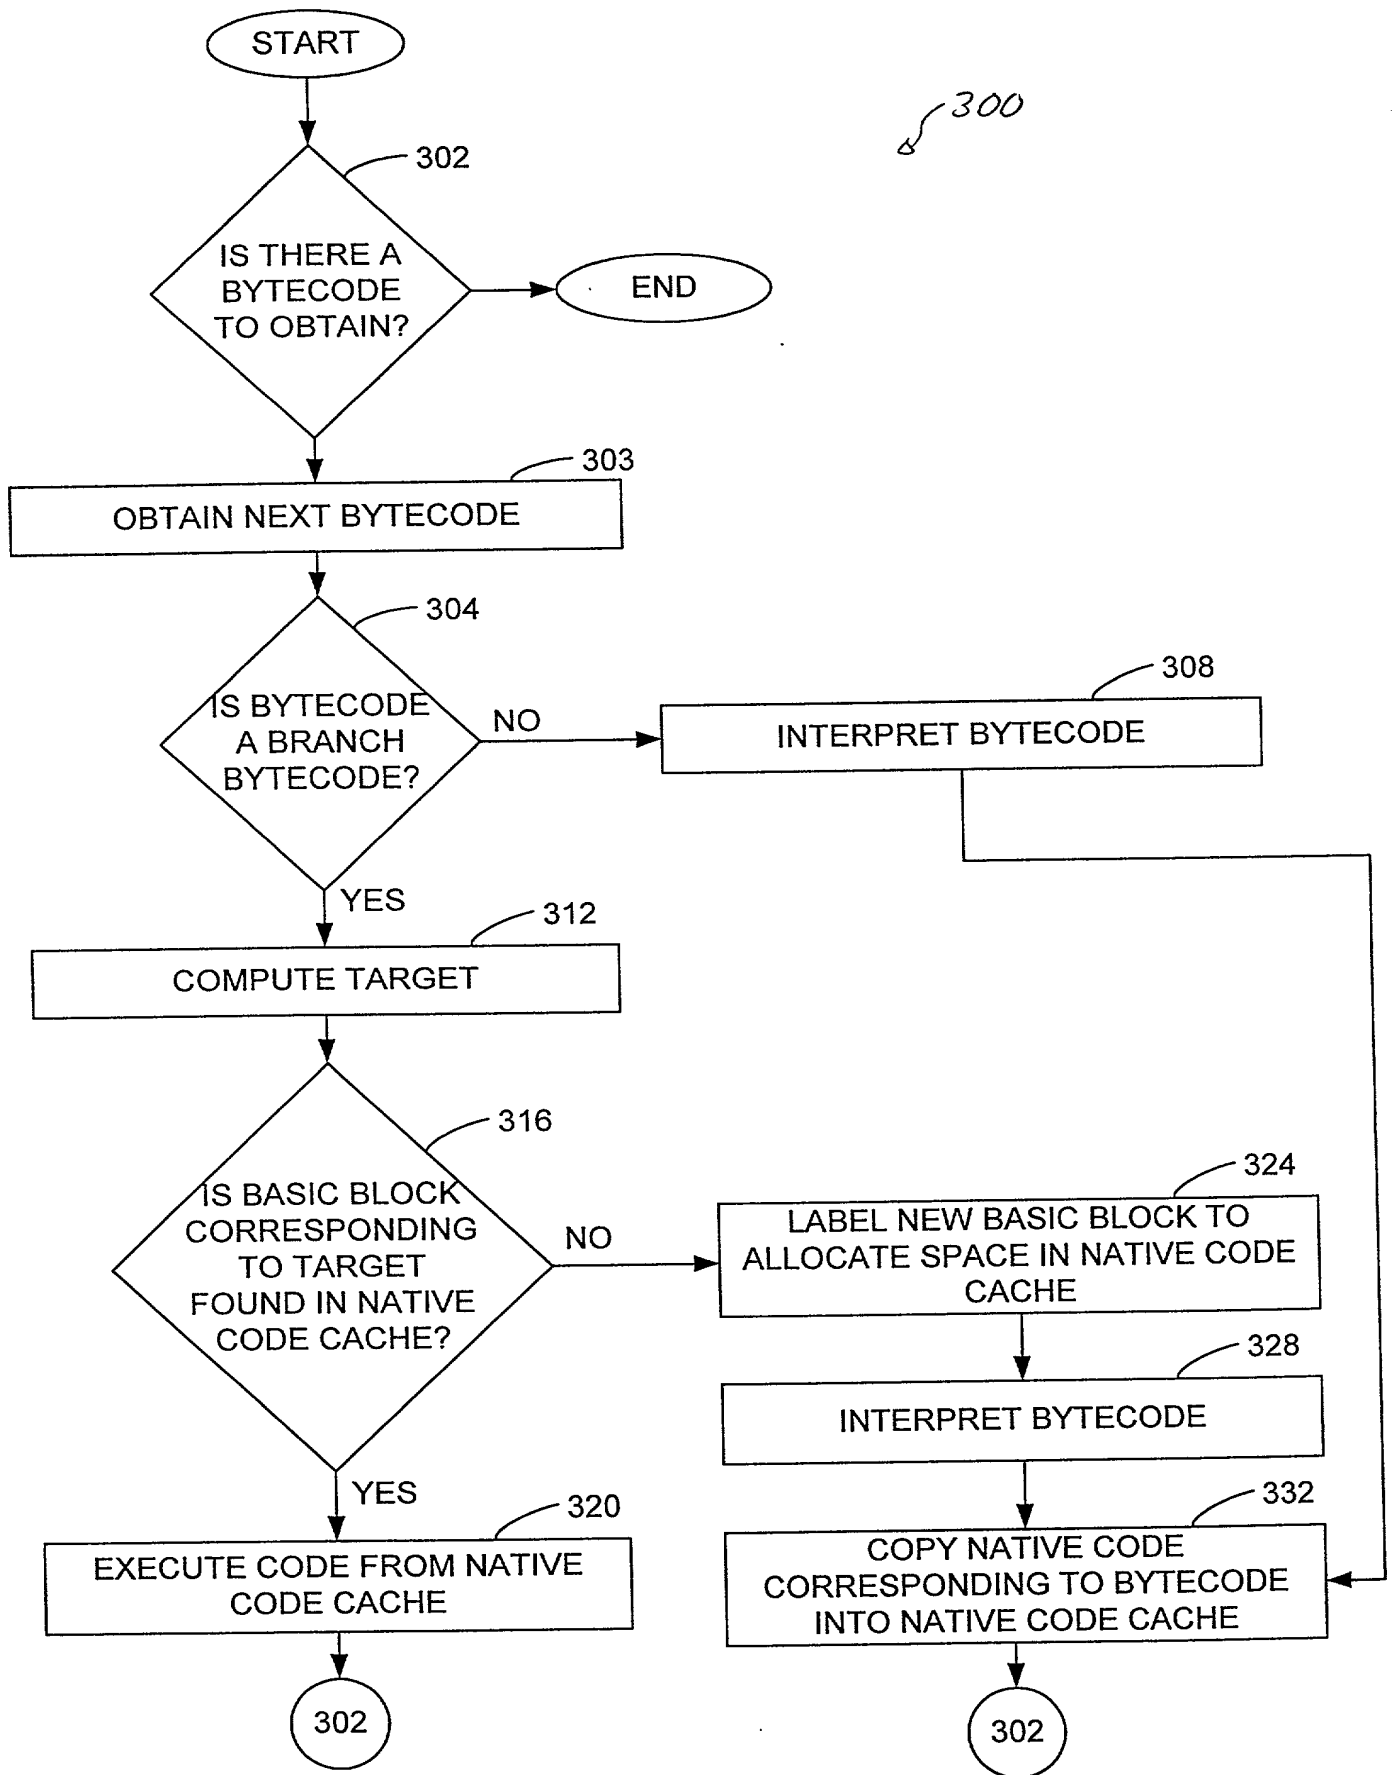 START
300
302
IS THERE A
BYTECODE
TO OBTAIN?
END
303
OBTAIN NEXT BYTECODE
304
IS BYTECODE
A BRANCH
BYTECODE?
NO
308
INTERPRET BYTECODE
YES
312
COMPUTE TARGET
316
IS BASIC BLOCK
CORRESPONDING
TO TARGET
FOUND IN NATIVE
CODE CACHE?
NO
324
LABEL NEW BASIC BLOCK TO
ALLOCATE SPACE IN NATIVE CODE
CACHE
328
INTERPRET BYTECODE
YES
320
EXECUTE CODE FROM NATIVE
CODE CACHE
332
COPY NATIVE CODE
CORRESPONDING TO BYTECODE
INTO NATIVE CODE CACHE
302
302